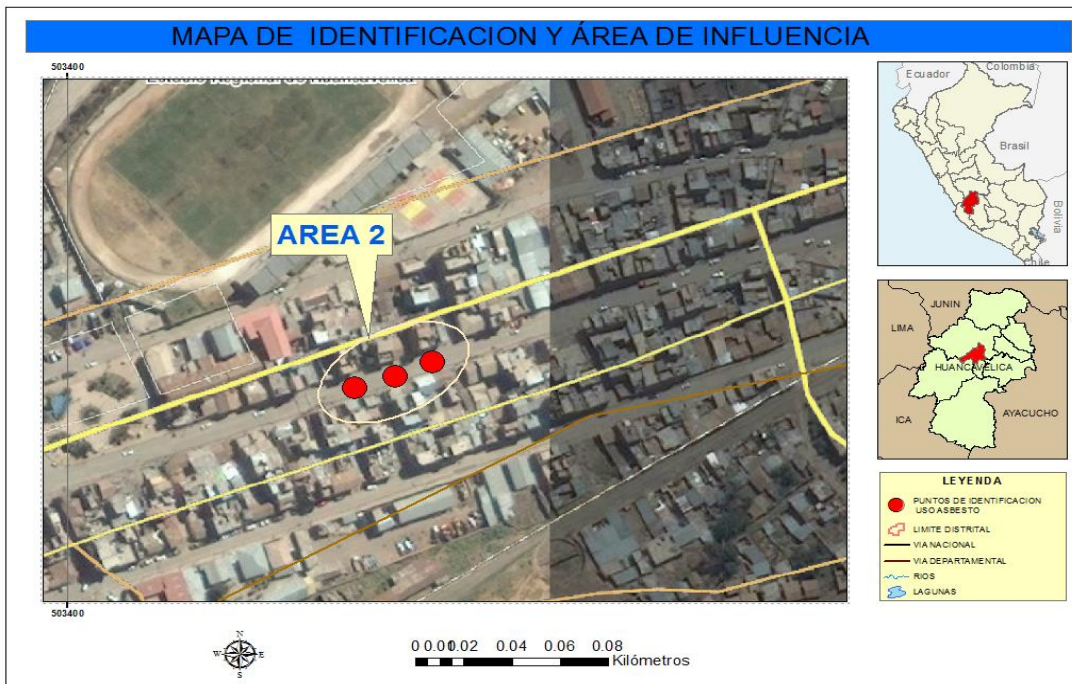 MAPA DE IDENTIFICACION Y ÁREA DE INFLUENCIA
503400
AREA 2
503400
0 0.01 0.02 0.04 0.06 0.08
Kilómetros
N
W E
S
Ecuador
Colombia
Brasil
Bolivia
Chile
JUNIN
LIMA
HUANCAVELICA
ICA
AYACUCHO
LEYENDA
PUNTOS DE IDENTIFICACION
USO ASBESTO
LIMITE DISTRITAL
VIA NACIONAL
VIA DEPARTAMENTAL
RIOS
LAGUNAS